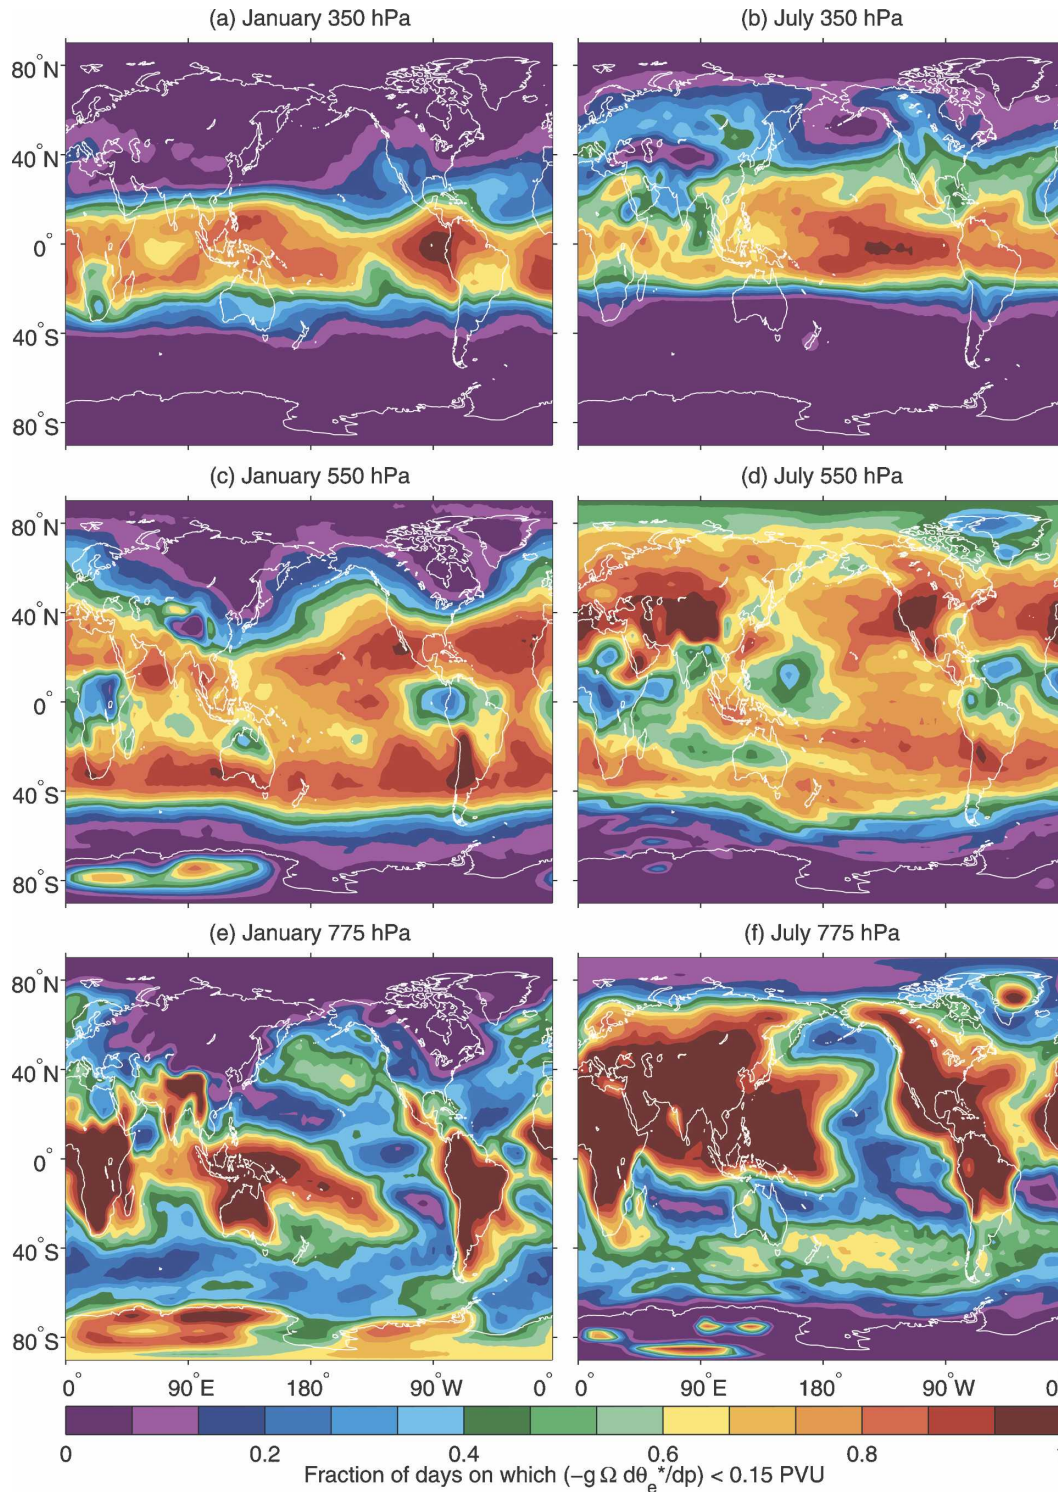 (a) January 350 hPa
(b) July 350 hPa
80°N
40°N
0°
40°S
80°S
(c) January 550 hPa
(d) July 550 hPa
80°N
40°N
0°
40°S
80°S
(e) January 775 hPa
(f) July 775 hPa
80°N
40°N
0°
40°S
80°S
0° 90 E 180° 90 W 0° 0° 90 E 180° 90 W 0°
0 0.2 0.4 0.6 0.8 1
Fraction of days on which (−g Ω dθₑ*/dp) < 0.15 PVU